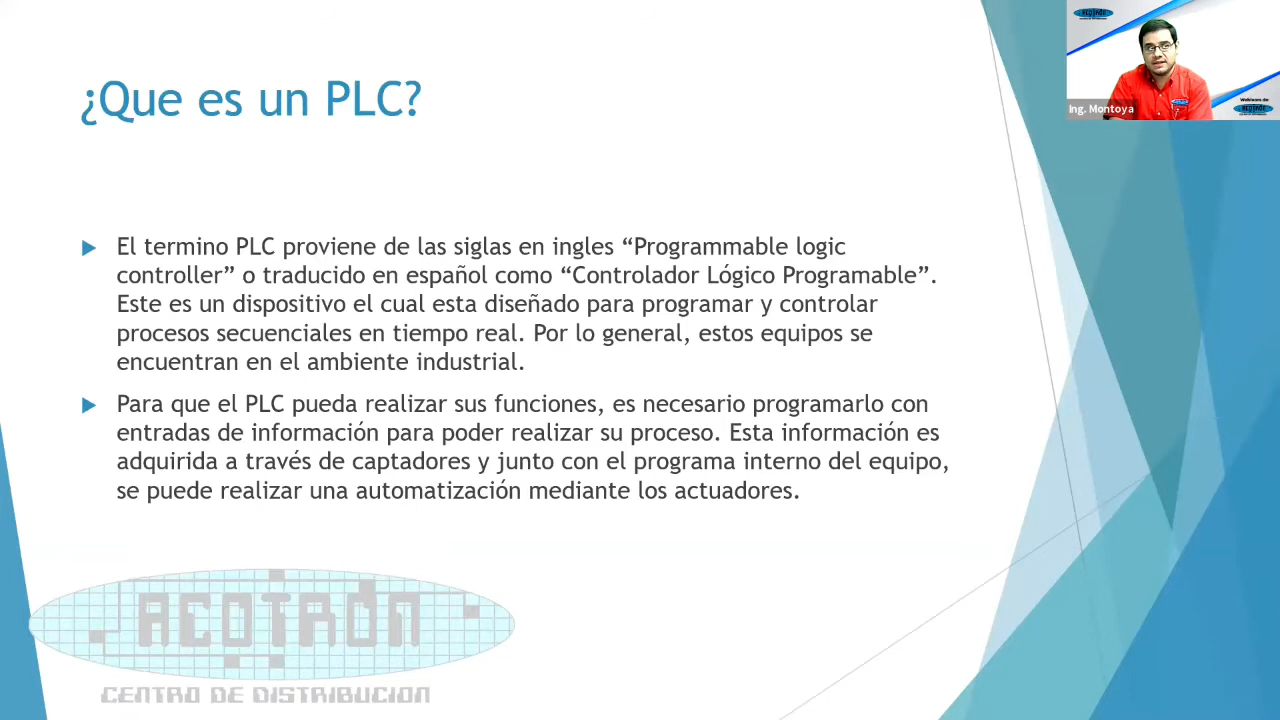 ¿Que es un PLC?
El termino PLC proviene de las siglas en ingles “Programmable logic
controller” o traducido en español como “Controlador Lógico Programable”.
Este es un dispositivo el cual esta diseñado para programar y controlar
procesos secuenciales en tiempo real. Por lo general, estos equipos se
encuentran en el ambiente industrial.
Para que el PLC pueda realizar sus funciones, es necesario programarlo con
entradas de información para poder realizar su proceso. Esta información es
adquirida a través de captadores y junto con el programa interno del equipo,
se puede realizar una automatización mediante los actuadores.
ACOTRON
CENTRO DE DISTRIBUCION
ACOTRON
Ing. Montoya
Webinars de
ACOTRON